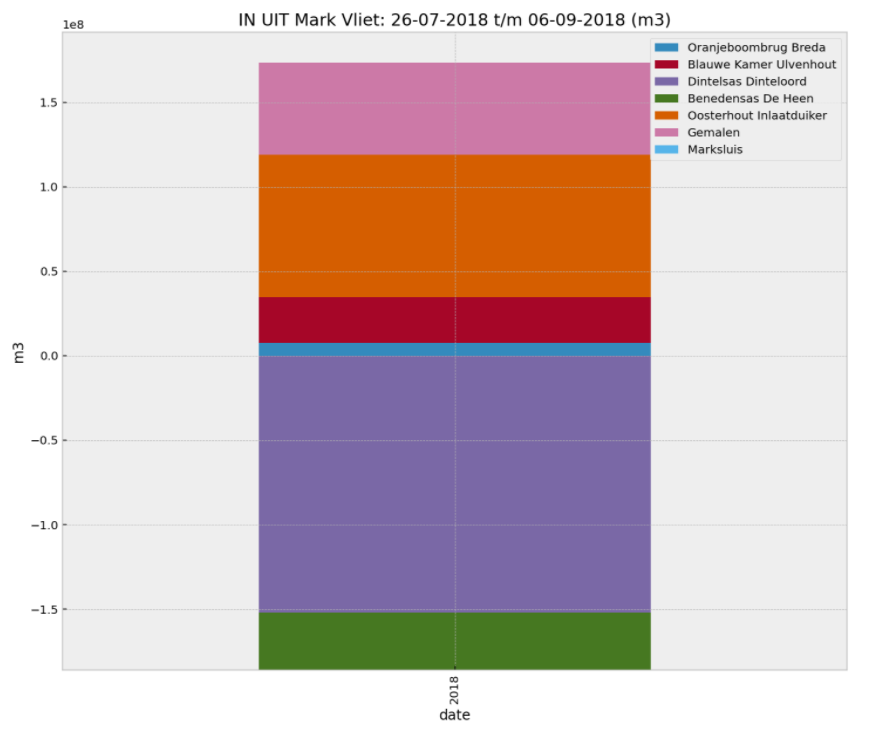 IN UIT Mark Vliet: 26-07-2018 t/m 06-09-2018 (m3)
1e8
Oranjeboombrug Breda
Blauwe Kamer Ulvenhout
Dintelsas Dinteloord
Benedensas De Heen
Oosterhout Inlaatduiker
Gemalen
Marksluis
1.5
1.0
0.5
0.0
−0.5
−1.0
−1.5
m3
2018
date